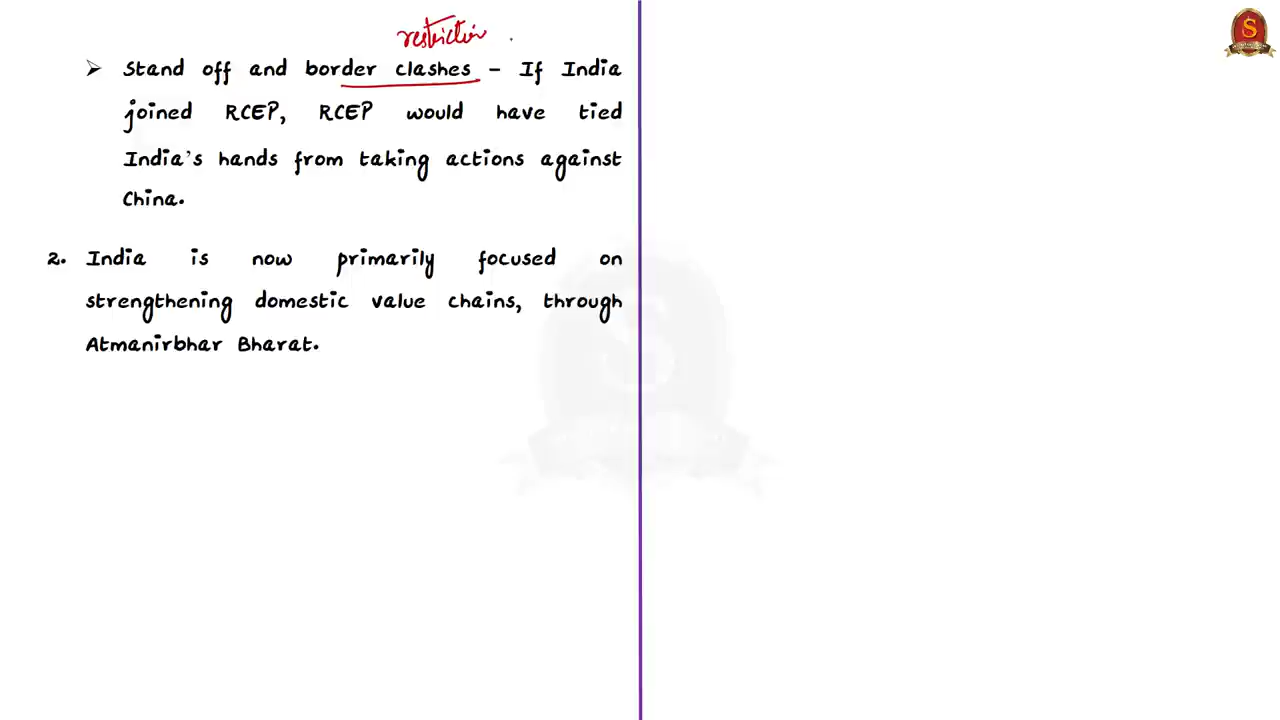 restriction
➢ Stand off and border clashes – If India
joined RCEP, RCEP would have tied
India's hands from taking actions against
China.
2. India is now primarily focused on
strengthening domestic value chains, through
Atmanirbhar Bharat.
S